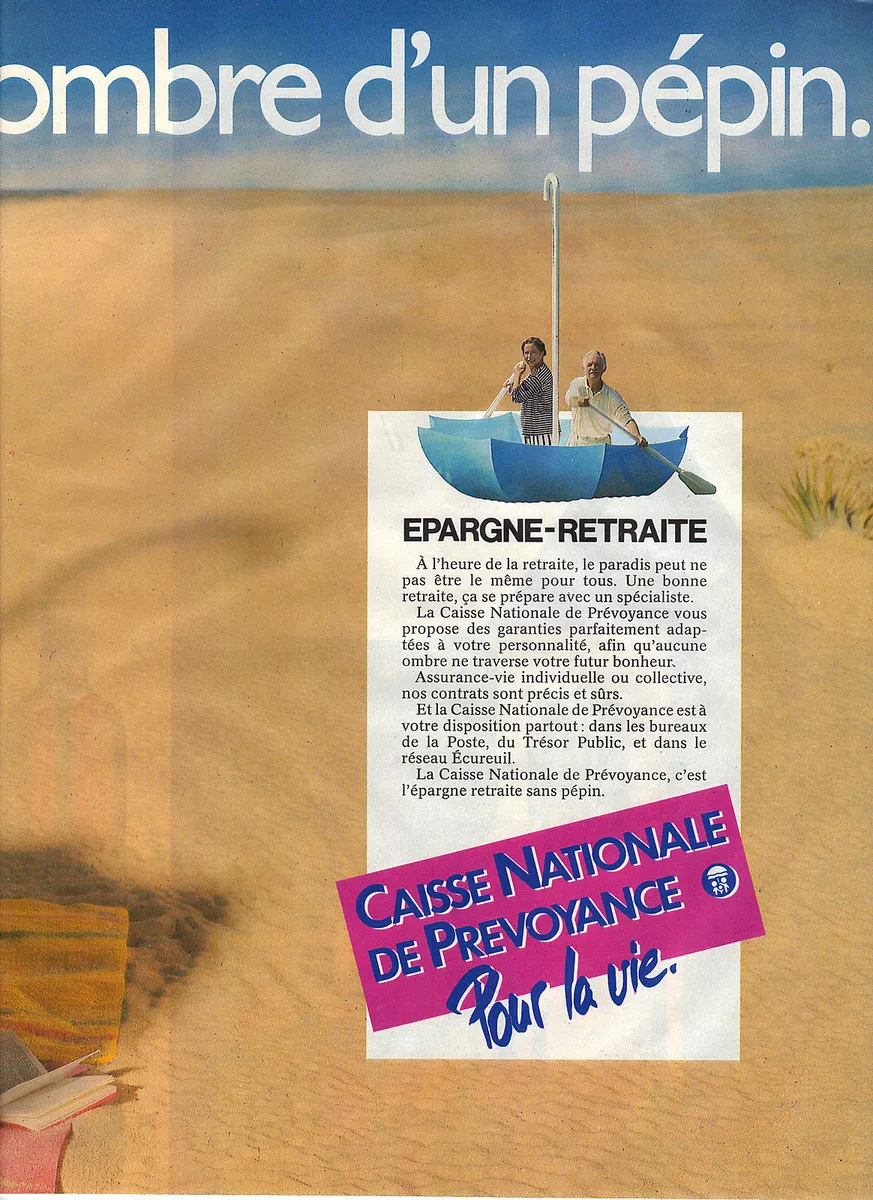 ombre d'un pépin.
EPARGNE-RETRAITE
À l'heure de la retraite, le paradis peut ne
pas être le même pour tous. Une bonne
retraite, ça se prépare avec un spécialiste.
La Caisse Nationale de Prévoyance vous
propose des garanties parfaitement adap-
tées à votre personnalité, afin qu'aucune
ombre ne traverse votre futur bonheur.
Assurance-vie individuelle ou collective,
nos contrats sont précis et sûrs.
Et la Caisse Nationale de Prévoyance est à
votre disposition partout : dans les bureaux
de la Poste, du Trésor Public, et dans le
réseau Écureuil.
La Caisse Nationale de Prévoyance, c'est
l'épargne retraite sans pépin.
CAISSE NATIONALE
DE PREVOYANCE
Pour la vie.